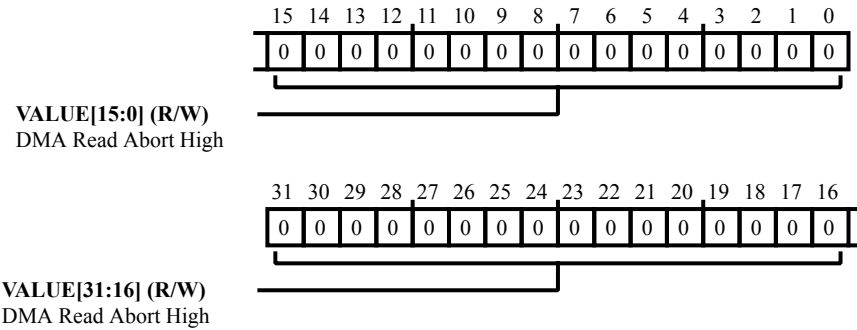 15 14 13 12 11 10 9 8 7 6 5 4 3 2 1 0
0 0 0 0 0 0 0 0 0 0 0 0 0 0 0 0
VALUE[15:0] (R/W)
DMA Read Abort High
31 30 29 28 27 26 25 24 23 22 21 20 19 18 17 16
0 0 0 0 0 0 0 0 0 0 0 0 0 0 0 0
VALUE[31:16] (R/W)
DMA Read Abort High